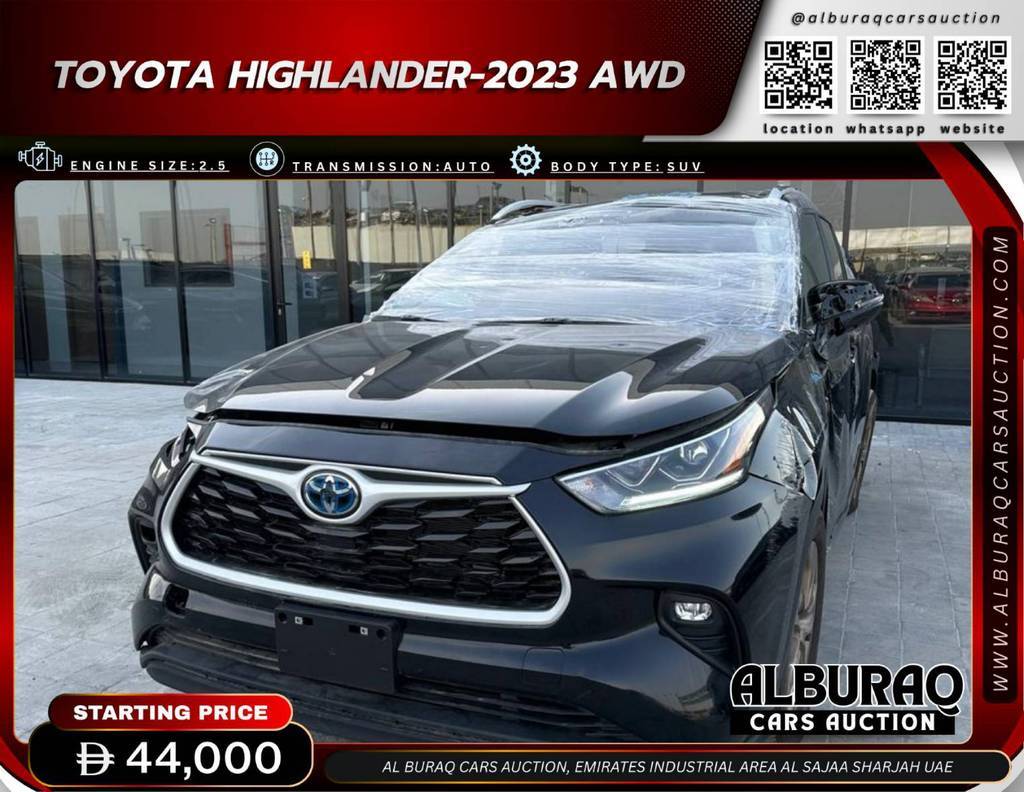 @alburaqcarsauction
TOYOTA HIGHLANDER-2023 AWD
location whatsapp website
ENGINE SIZE:2.5 TRANSMISSION:AUTO BODY TYPE: SUV
WWW.ALBURAQCARSAUCTION.COM
ALBURAQ
CARS AUCTION
STARTING PRICE
44,000
AL BURAQ CARS AUCTION, EMIRATES INDUSTRIAL AREA AL SAJAA SHARJAH UAE